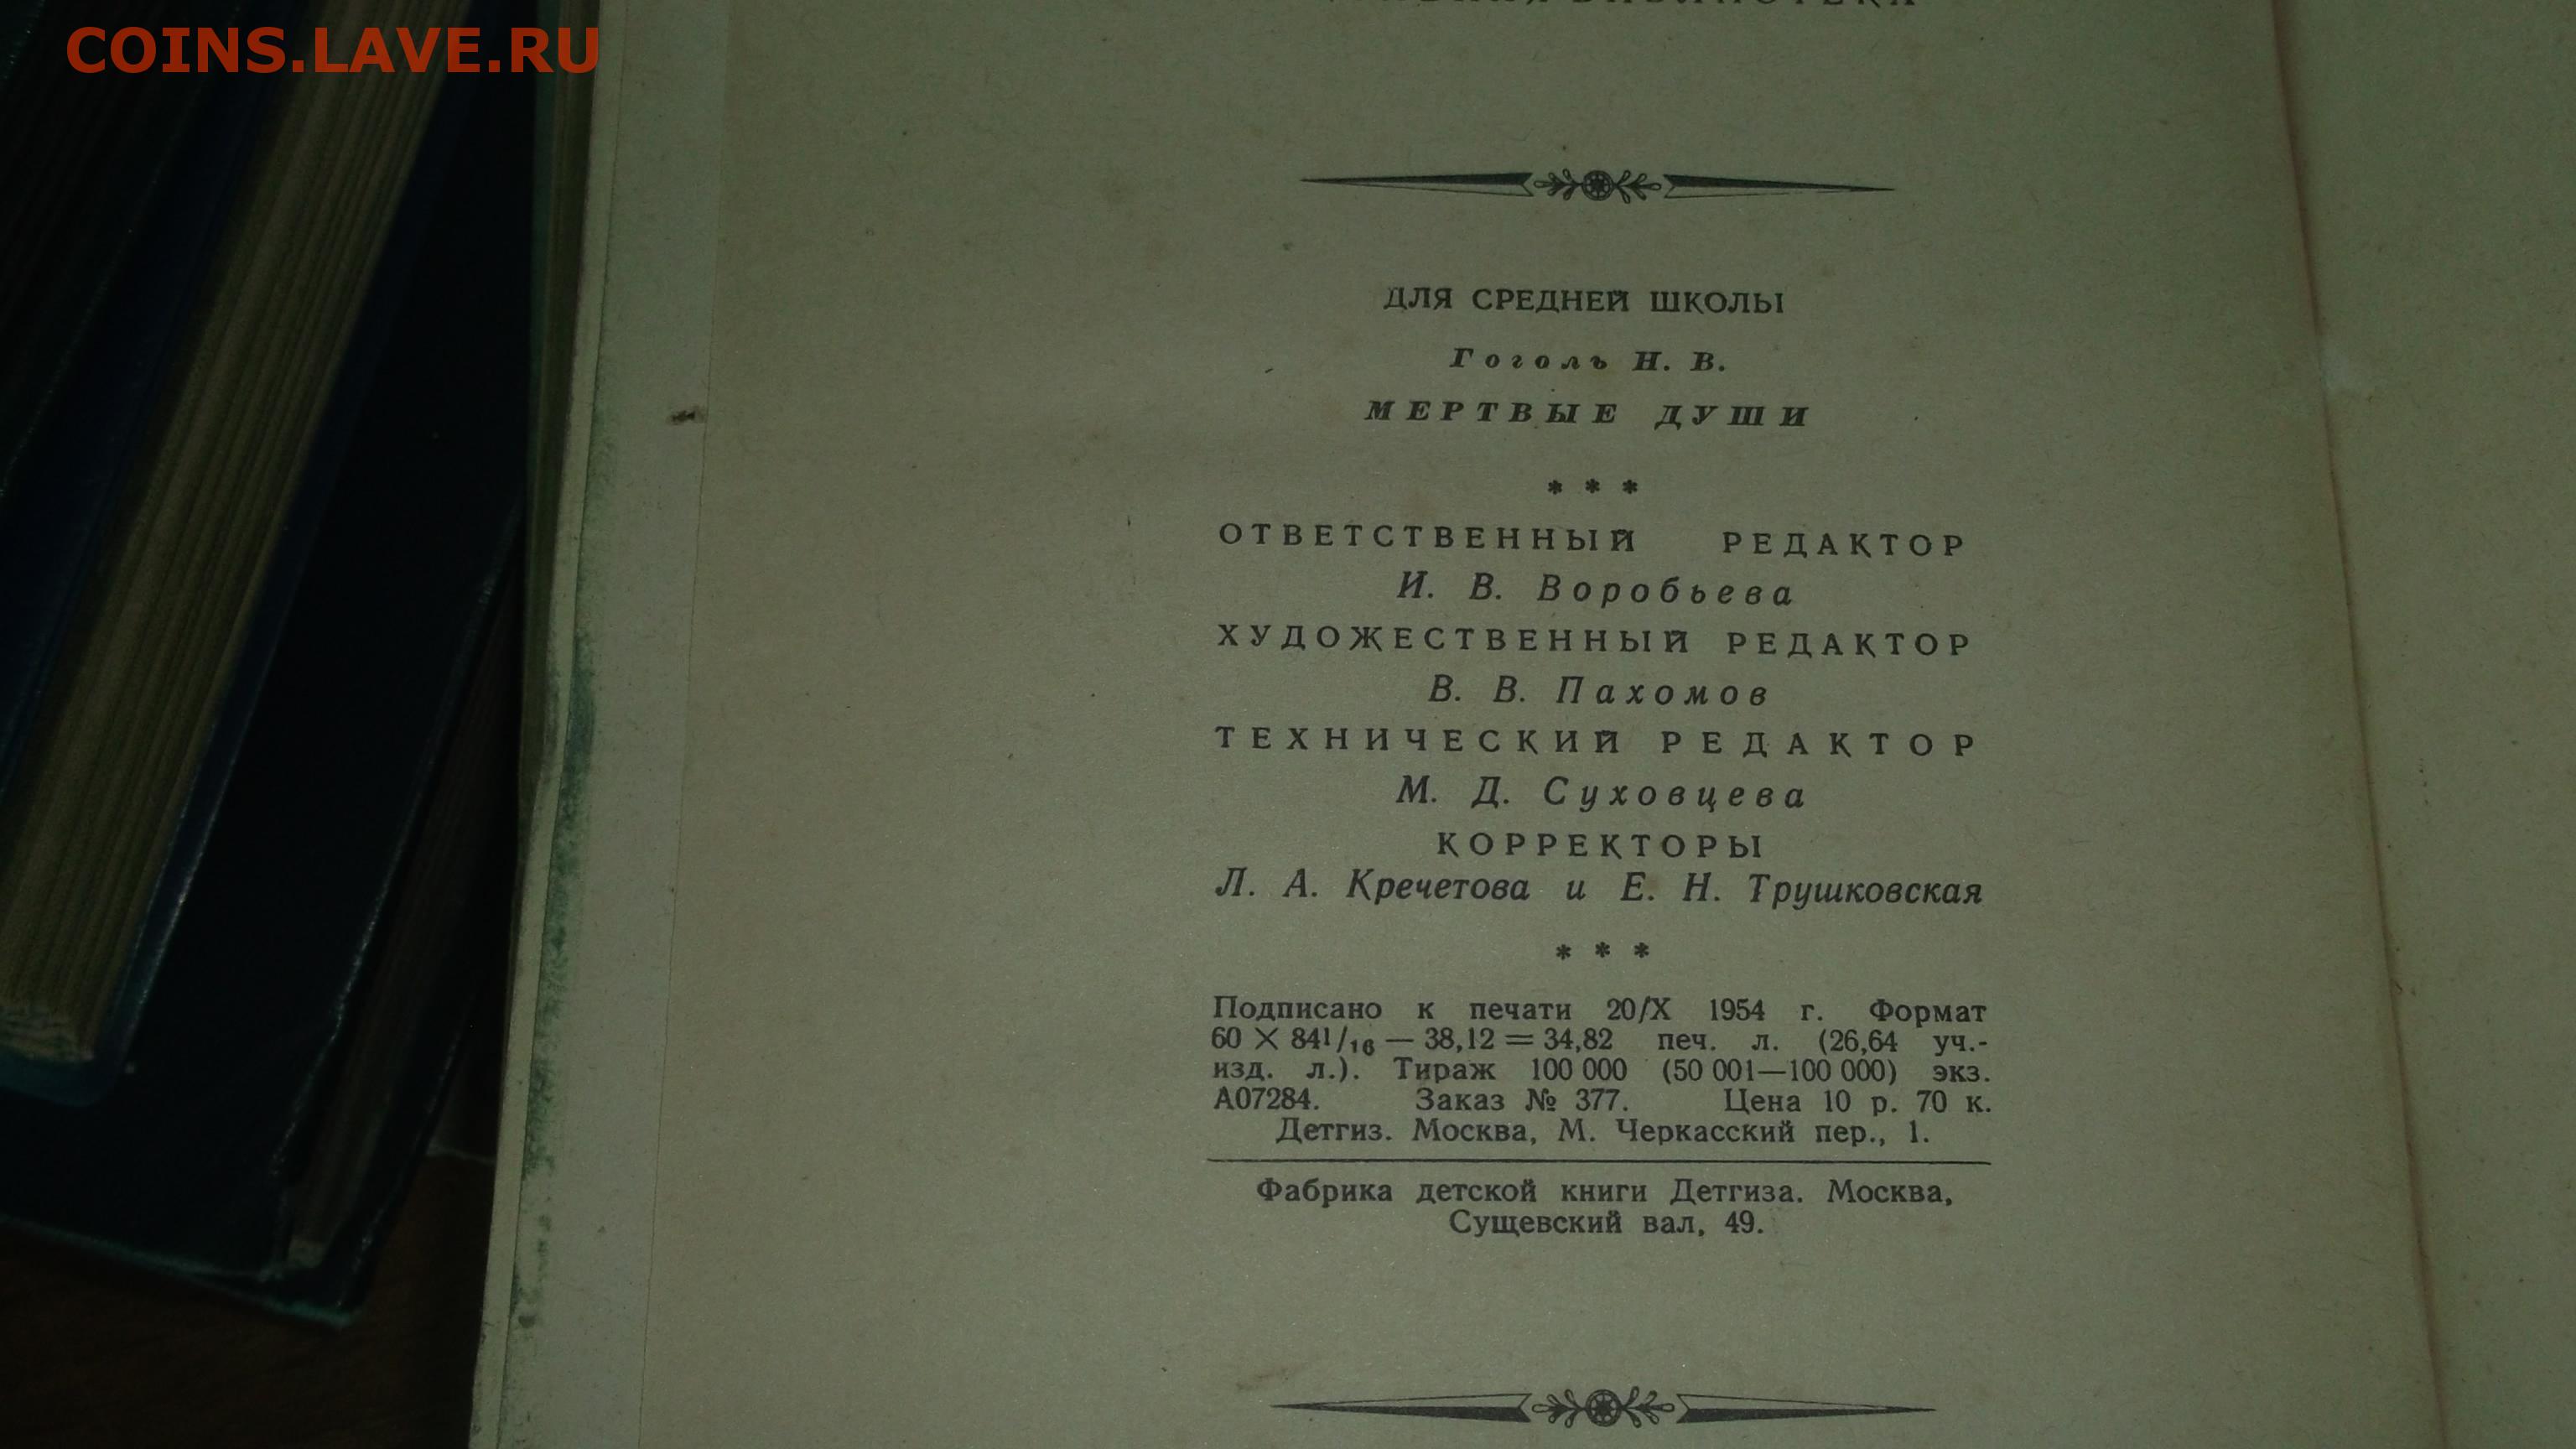 COINS.LAVE.RU
БИБЛИОТЕКА
ДЛЯ СРЕДНЕЙ ШКОЛЫ
Гоголь Н. В.
МЕРТВЫЕ ДУШИ
* * *
ОТВЕТСТВЕННЫЙ РЕДАКТОР
И. В. Воробьева
ХУДОЖЕСТВЕННЫЙ РЕДАКТОР
В. В. Пахомов
ТЕХНИЧЕСКИЙ РЕДАКТОР
М. Д. Суховцева
КОРРЕКТОРЫ
Л. А. Кречетова и Е. Н. Трушковская
* * *
Подписано к печати 20/X 1954 г. Формат
60 × 84¹/₁₆ — 38,12 = 34,82 печ. л. (26,64 уч.-
изд. л.). Тираж 100 000 (50 001—100 000) экз.
А07284. Заказ № 377. Цена 10 р. 70 к.
Детгиз. Москва, М. Черкасский пер., 1.
Фабрика детской книги Детгиза. Москва,
Сущевский вал, 49.